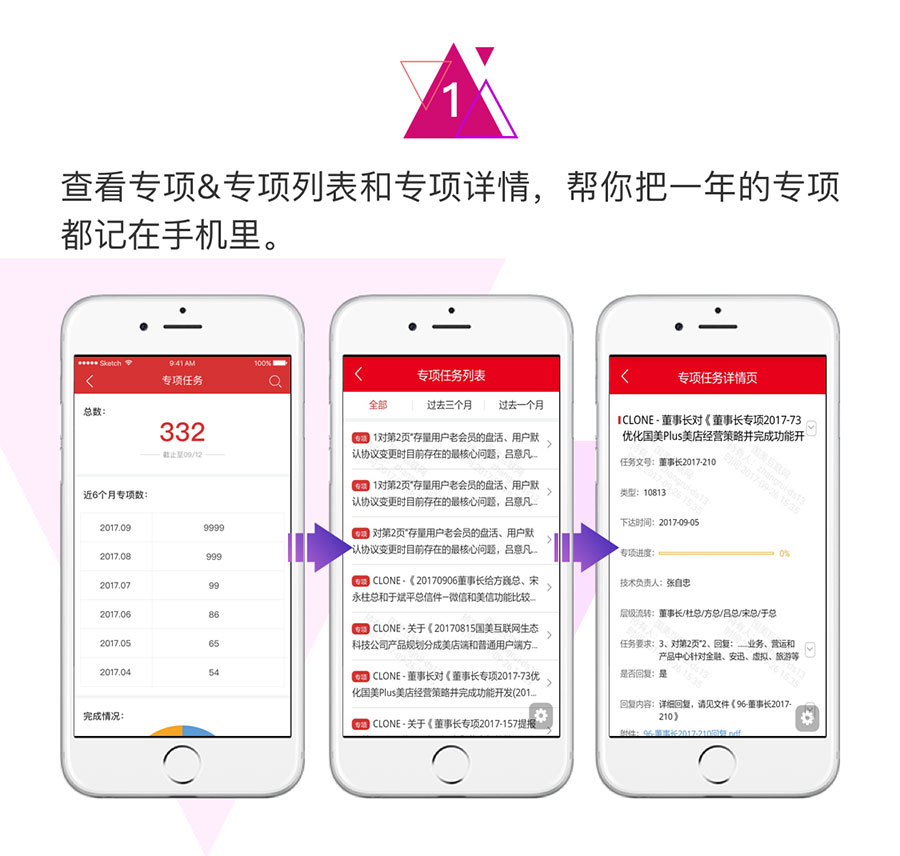 1
查看专项&专项列表和专项详情，帮你把一年的专项
都记在手机里。
Sketch 9:41 AM 100%
专项任务
总数：
332
截止至09/12
近6个月专项数：
2017.09 9999
2017.08 999
2017.07 99
2017.06 86
2017.05 65
2017.04 54
完成情况：
专项任务列表
全部 过去三个月 过去一个月
专项 1对第2页"存量用户老会员的盘活、用户默
认协议变更时目前存在的最核心问题，吕意凡...
专项 1对第2页"存量用户老会员的盘活、用户默
认协议变更时目前存在的最核心问题，吕意凡...
专项 对第2页"存量用户老会员的盘活、用户默
认协议变更时目前存在的最核心问题，吕意凡...
专项 CLONE -《20170906董事长给方巍总、宋
永柱总和于斌平总信件—微信和美信功能比较...
专项 CLONE - 关于《20170815国美互联网生态
科技公司产品规划分成美店端和普通用户端方...
专项 CLONE - 董事长对《董事长专项2017-73优
化国美Plus美店经营策略并完成功能开发(201...
专项 CLONE - 关于《董事长专项2017-157提报
专项任务详情页
CLONE - 董事长对《董事长专项2017-73
优化国美Plus美店经营策略并完成功能开
任务文号：董事长2017-210
类型：10813
下达时间：2017-09-05
专项进度： 0%
技术负责人：张自忠
层级流转：董事长/杜总/方总/吕总/宋总/于总
任务要求：3、对第2页"2、回复：......业务、营运和
产品中心针对金融、安迅、虚拟、旅游等
是否回复：是
回复内容：详细回复，请见文件《96-董事长2017-
210》
附件：96-董事长2017-210回复.pdf